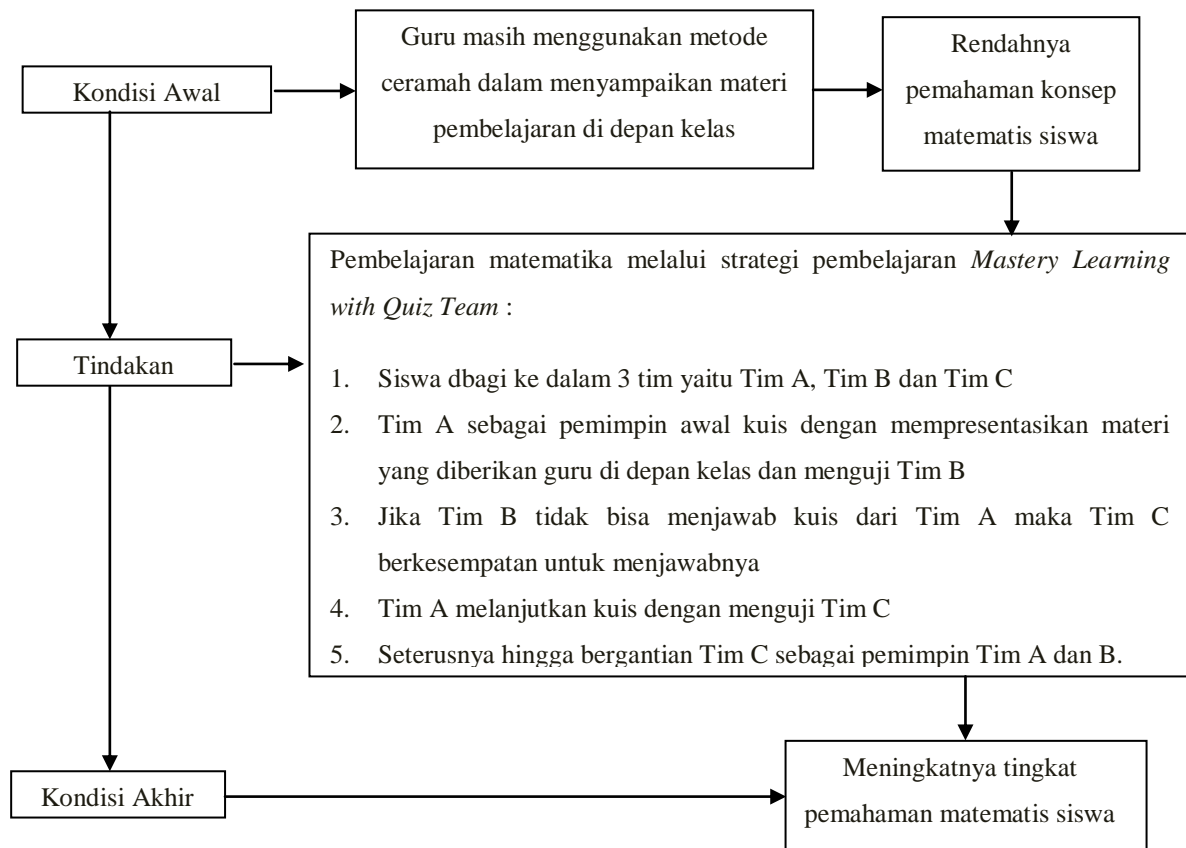 Kondisi Awal
Guru masih menggunakan metode
ceramah dalam menyampaikan materi
pembelajaran di depan kelas
Rendahnya
pemahaman konsep
matematis siswa
Tindakan
Pembelajaran matematika melalui strategi pembelajaran Mastery Learning
with Quiz Team :
1. Siswa dbagi ke dalam 3 tim yaitu Tim A, Tim B dan Tim C
2. Tim A sebagai pemimpin awal kuis dengan mempresentasikan materi
yang diberikan guru di depan kelas dan menguji Tim B
3. Jika Tim B tidak bisa menjawab kuis dari Tim A maka Tim C
berkesempatan untuk menjawabnya
4. Tim A melanjutkan kuis dengan menguji Tim C
5. Seterusnya hingga bergantian Tim C sebagai pemimpin Tim A dan B.
Kondisi Akhir
Meningkatnya tingkat
pemahaman matematis siswa